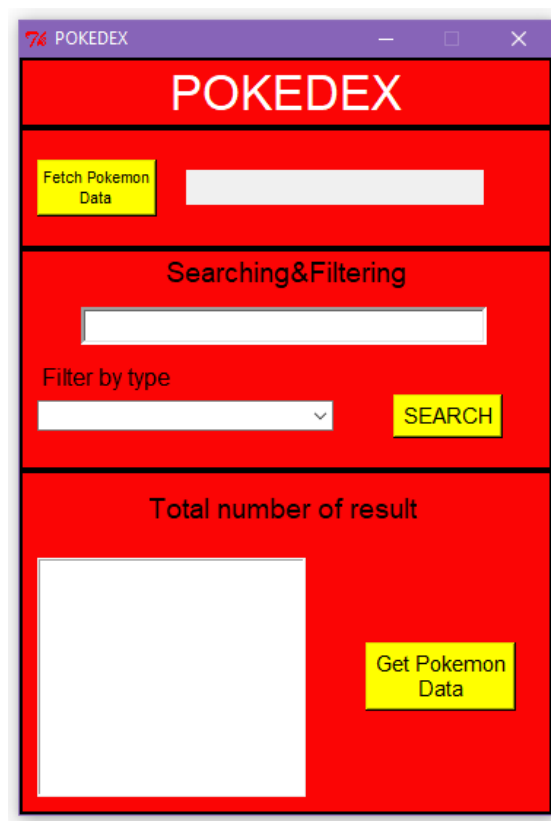 POKEDEX
POKEDEX
Fetch Pokemon
Data
Searching&Filtering
Filter by type
SEARCH
Total number of result
Get Pokemon
Data